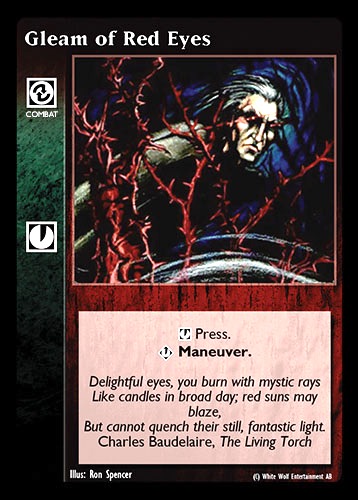 Gleam of Red Eyes
COMBAT
Press.
Maneuver.
Delightful eyes, you burn with mystic rays
Like candles in broad day; red suns may
blaze,
But cannot quench their still, fantastic light.
Charles Baudelaire, The Living Torch
Illus: Ron Spencer
(C) White Wolf Entertainment AB